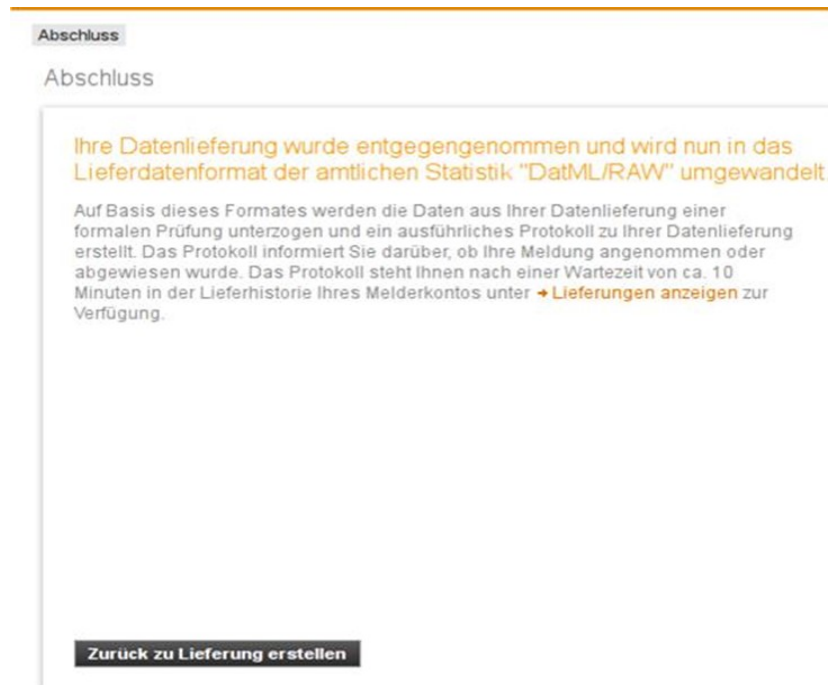 Abschluss
Abschluss
Ihre Datenlieferung wurde entgegengenommen und wird nun in das
Lieferdatenformat der amtlichen Statistik "DatML/RAW" umgewandelt
Auf Basis dieses Formates werden die Daten aus Ihrer Datenlieferung einer
formalen Prüfung unterzogen und ein ausführliches Protokoll zu Ihrer Datenlieferung
erstellt. Das Protokoll informiert Sie darüber, ob Ihre Meldung angenommen oder
abgewiesen wurde. Das Protokoll steht Ihnen nach einer Wartezeit von ca. 10
Minuten in der Lieferhistorie Ihres Melderkontos unter → Lieferungen anzeigen zur
Verfügung.
Zurück zu Lieferung erstellen